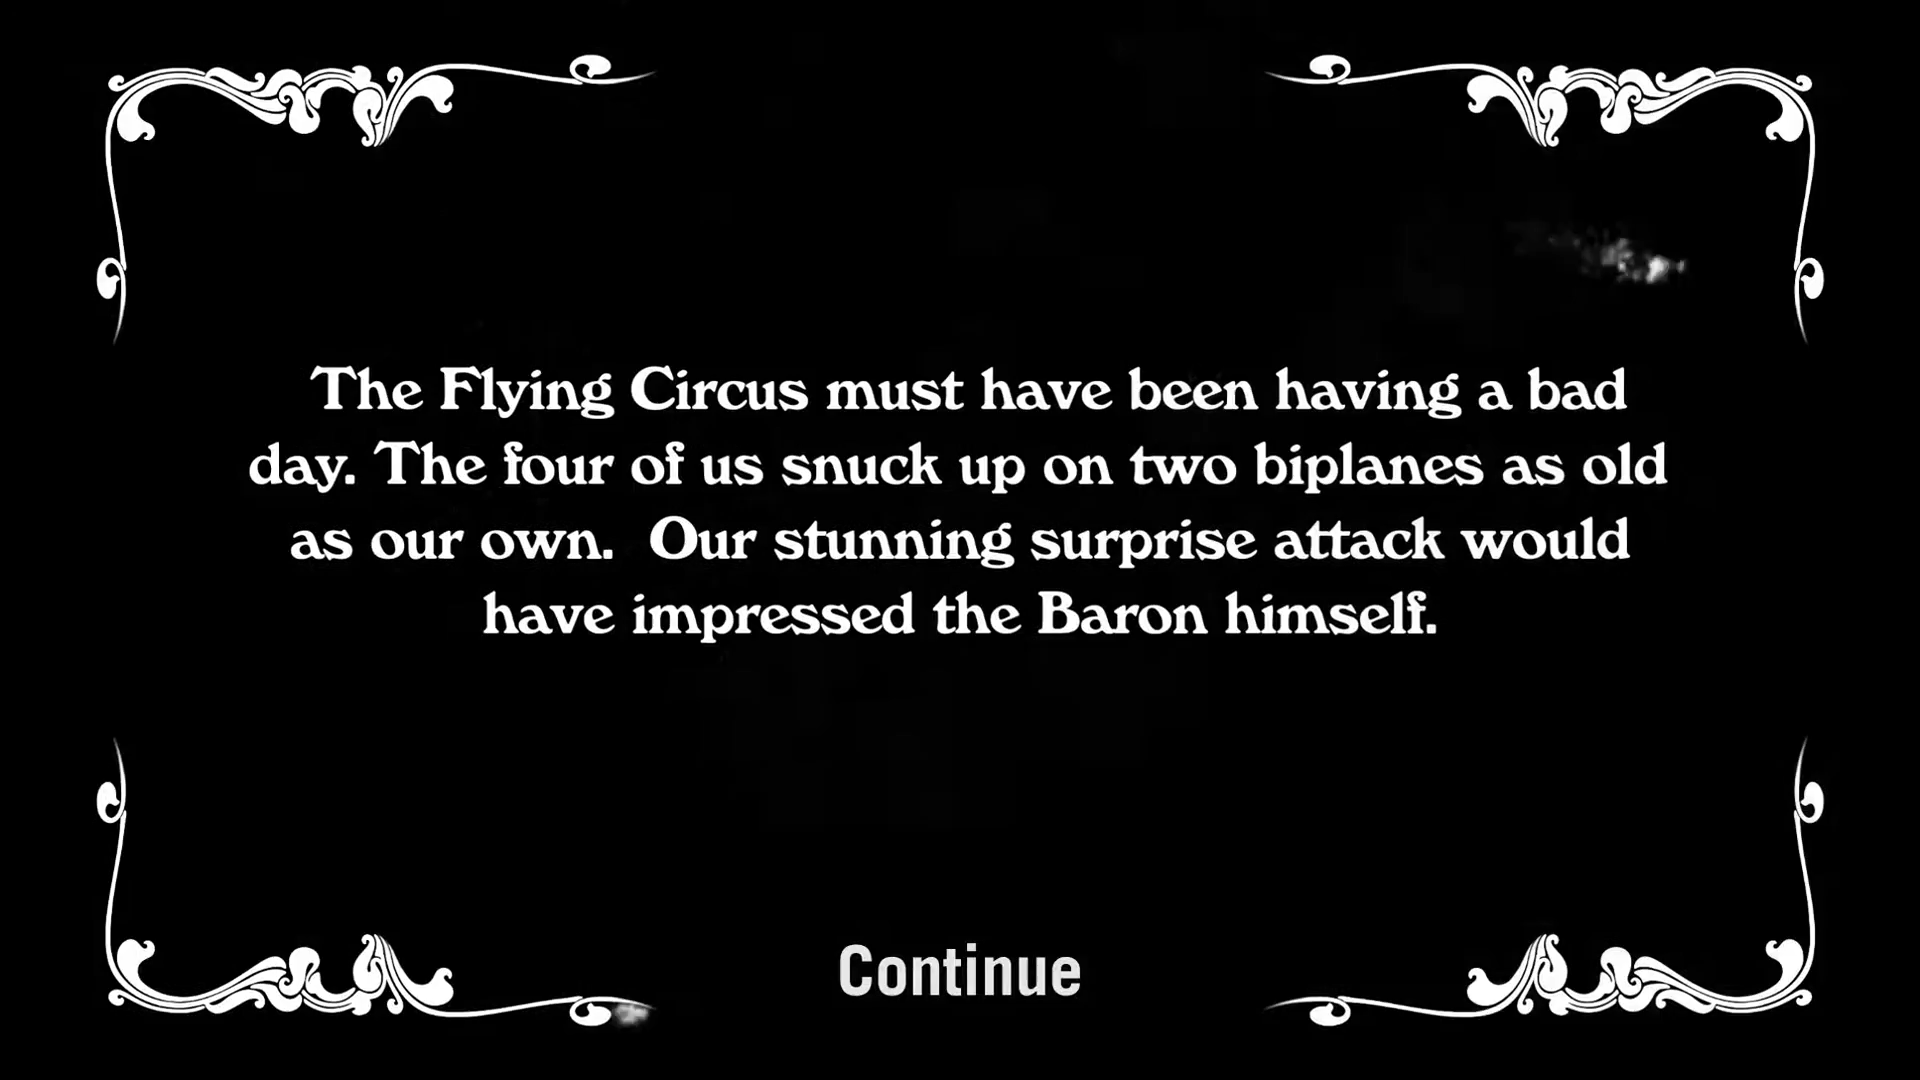 The Flying Circus must have been having a bad
day. The four of us snuck up on two biplanes as old
as our own.  Our stunning surprise attack would
have impressed the Baron himself.
Continue